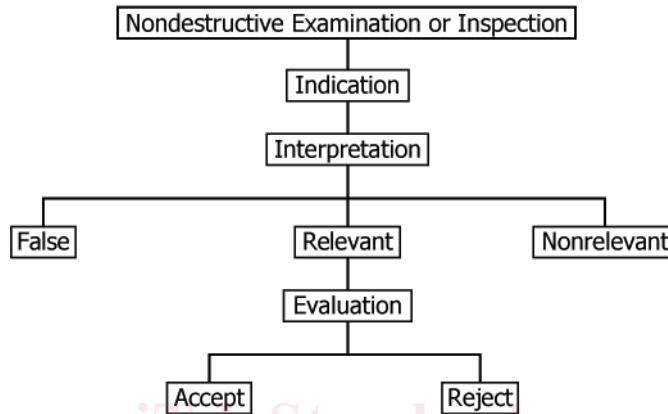 Nondestructive Examination or Inspection
Indication
Interpretation
False Relevant Nonrelevant
Evaluation
Accept Reject